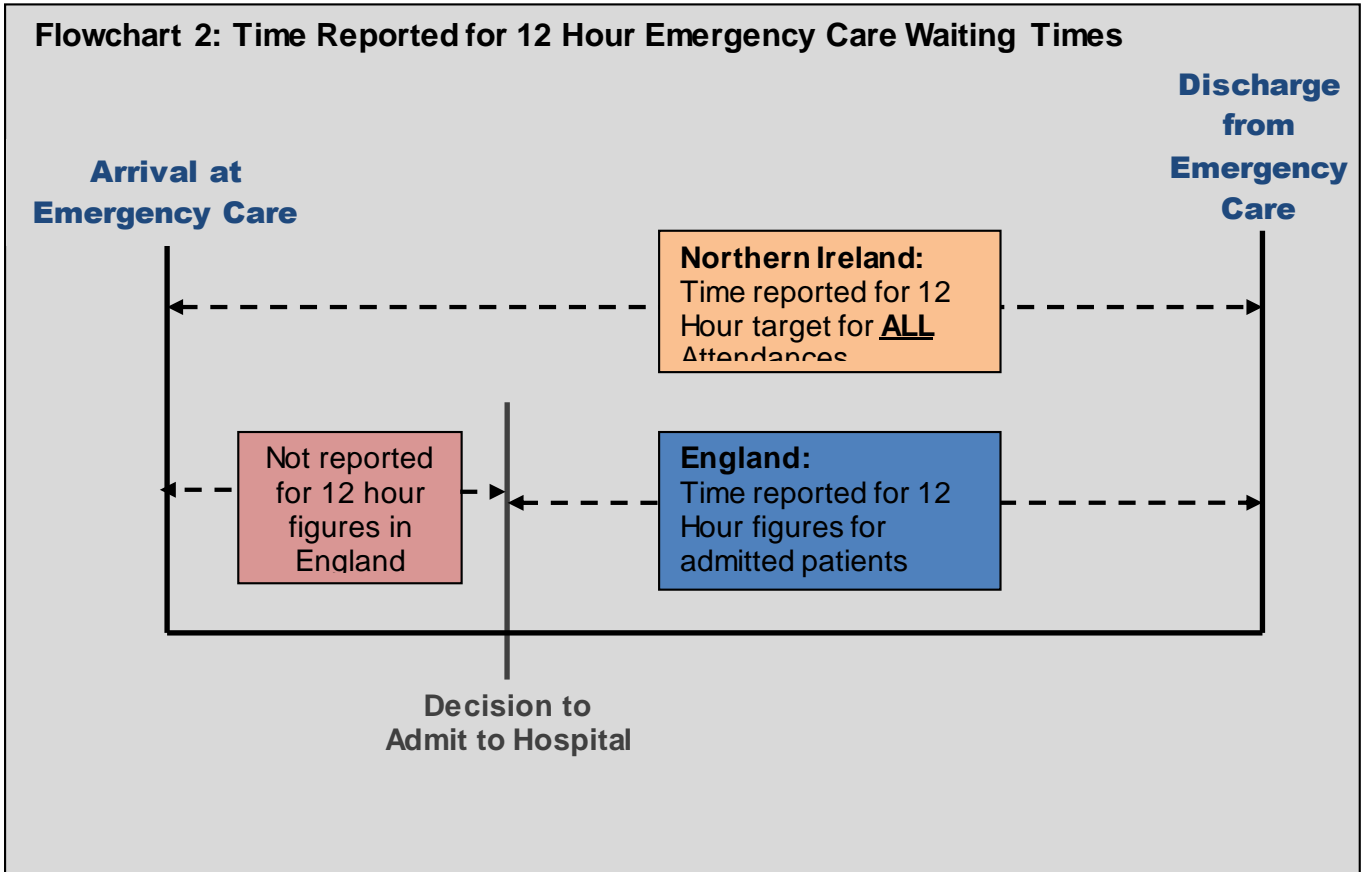 Flowchart 2: Time Reported for 12 Hour Emergency Care Waiting Times
Discharge
from
Emergency
Care
Arrival at
Emergency Care
Northern Ireland:
Time reported for 12
Hour target for ALL
Attendances
Not reported
for 12 hour
figures in
England
England:
Time reported for 12
Hour figures for
admitted patients
Decision to
Admit to Hospital